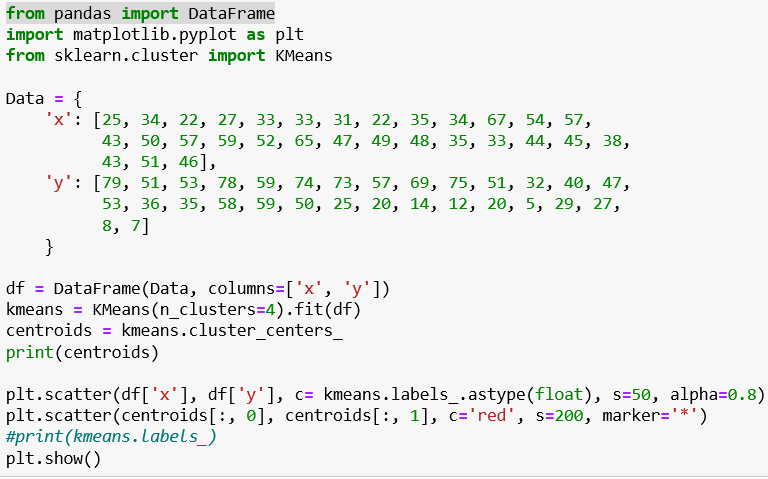 from pandas import DataFrame
import matplotlib.pyplot as plt
from sklearn.cluster import KMeans

Data = {
    'x': [25, 34, 22, 27, 33, 33, 31, 22, 35, 34, 67, 54, 57,
          43, 50, 57, 59, 52, 65, 47, 49, 48, 35, 33, 44, 45, 38,
          43, 51, 46],
    'y': [79, 51, 53, 78, 59, 74, 73, 57, 69, 75, 51, 32, 40, 47,
          53, 36, 35, 58, 59, 50, 25, 20, 14, 12, 20, 5, 29, 27,
          8, 7]
    }

df = DataFrame(Data, columns=['x', 'y'])
kmeans = KMeans(n_clusters=4).fit(df)
centroids = kmeans.cluster_centers_
print(centroids)

plt.scatter(df['x'], df['y'], c= kmeans.labels_.astype(float), s=50, alpha=0.8)
plt.scatter(centroids[:, 0], centroids[:, 1], c='red', s=200, marker='*')
#print(kmeans.labels_)
plt.show()